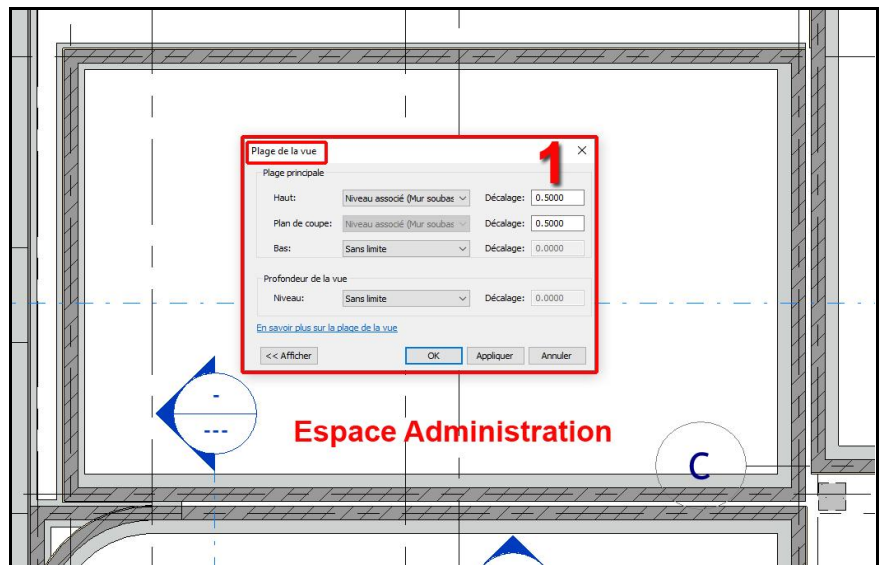 Plage de la vue
1
Plage principale
Haut: Niveau associé (Mur soubas Décalage: 0.5000
Plan de coupe: Niveau associé (Mur soubas Décalage: 0.5000
Bas: Sans limite Décalage: 0.0000
Profondeur de la vue
Niveau: Sans limite Décalage: 0.0000
En savoir plus sur la plage de la vue
<< Afficher OK Appliquer Annuler
-
---
Espace Administration
C